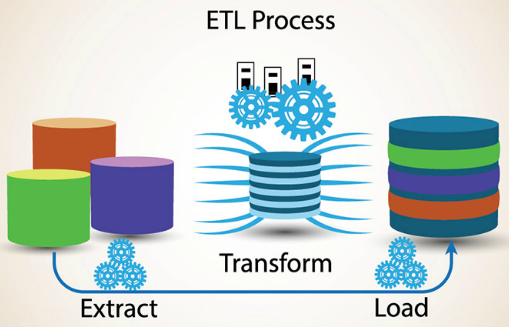 ETL Process
Transform
Extract
Load